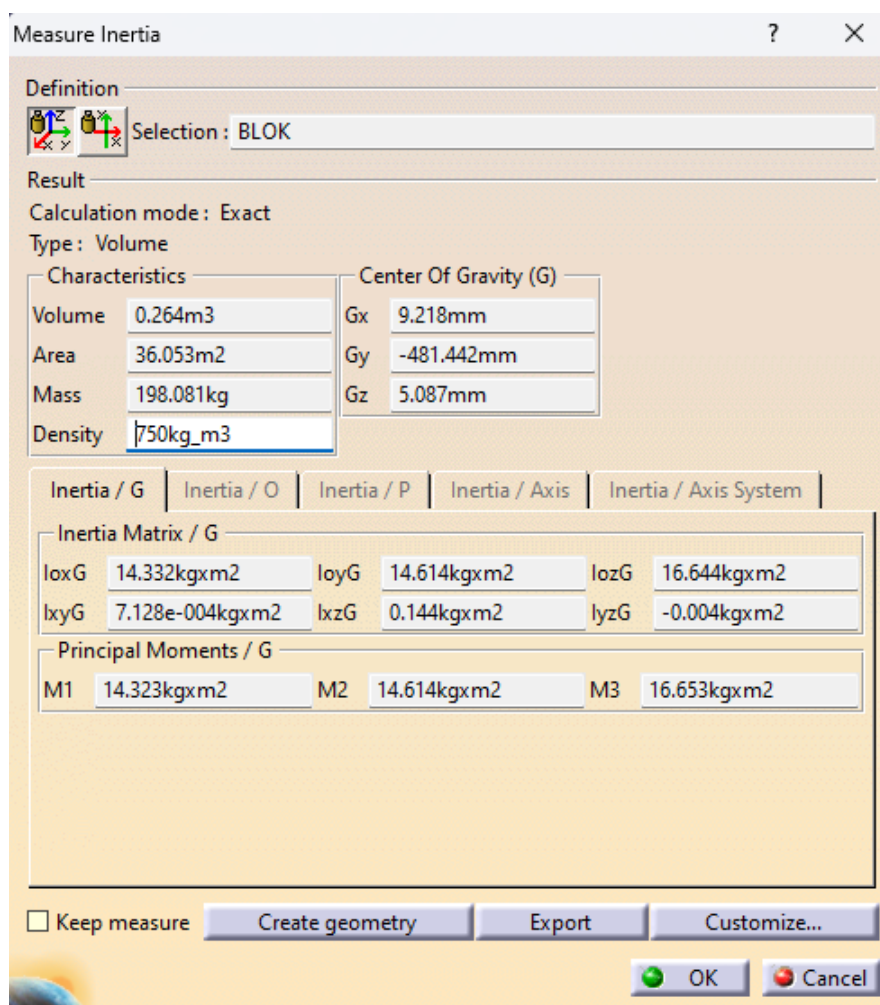 Measure Inertia ? ✕
Definition
Selection : BLOK
Result
Calculation mode : Exact
Type : Volume
Characteristics Center Of Gravity (G)
Volume 0.264m3 Gx 9.218mm
Area 36.053m2 Gy -481.442mm
Mass 198.081kg Gz 5.087mm
Density 750kg_m3
Inertia / G Inertia / O Inertia / P Inertia / Axis Inertia / Axis System
Inertia Matrix / G
IoxG 14.332kgxm2 IoyG 14.614kgxm2 IozG 16.644kgxm2
IxyG 7.128e-004kgxm2 IxzG 0.144kgxm2 IyzG -0.004kgxm2
Principal Moments / G
M1 14.323kgxm2 M2 14.614kgxm2 M3 16.653kgxm2
Keep measure Create geometry Export Customize...
OK Cancel